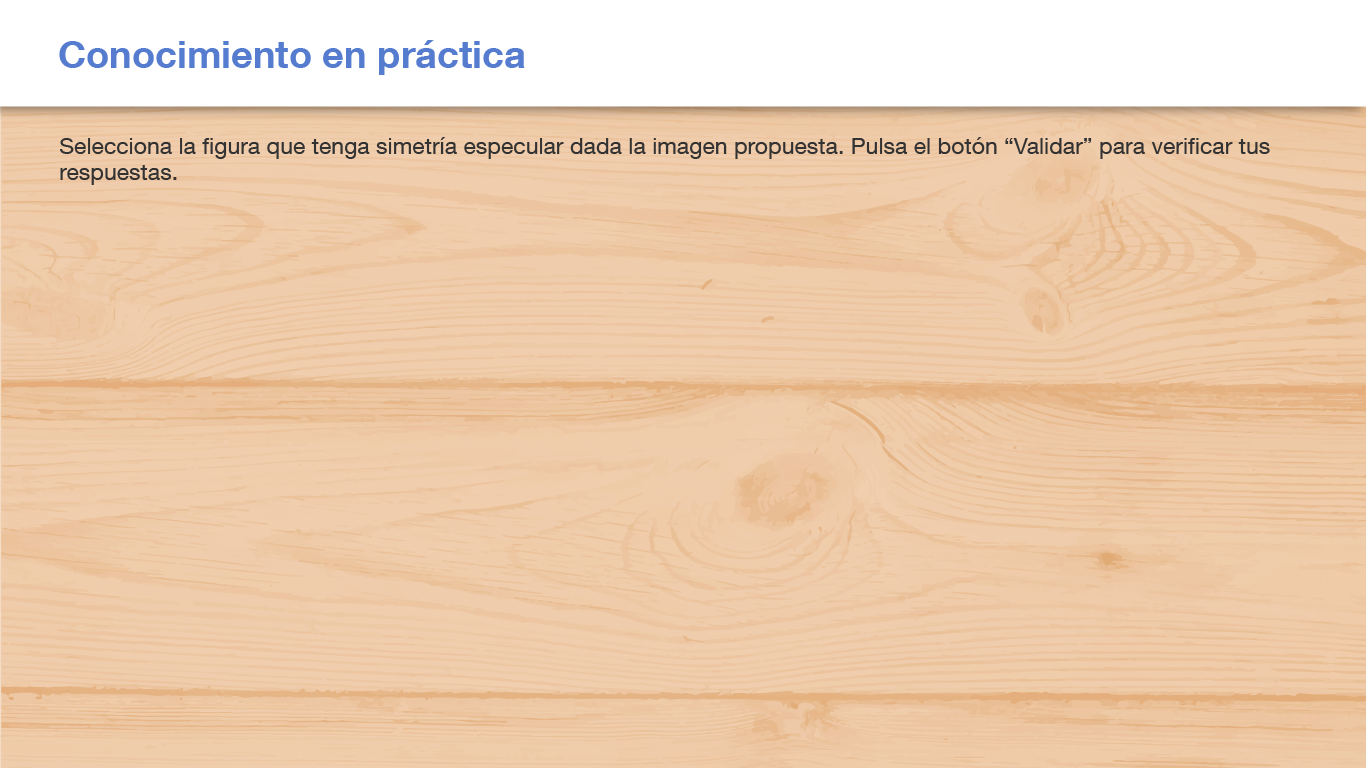 Conocimiento en práctica
Selecciona la figura que tenga simetría especular dada la imagen propuesta. Pulsa el botón “Validar” para verificar tus
respuestas.